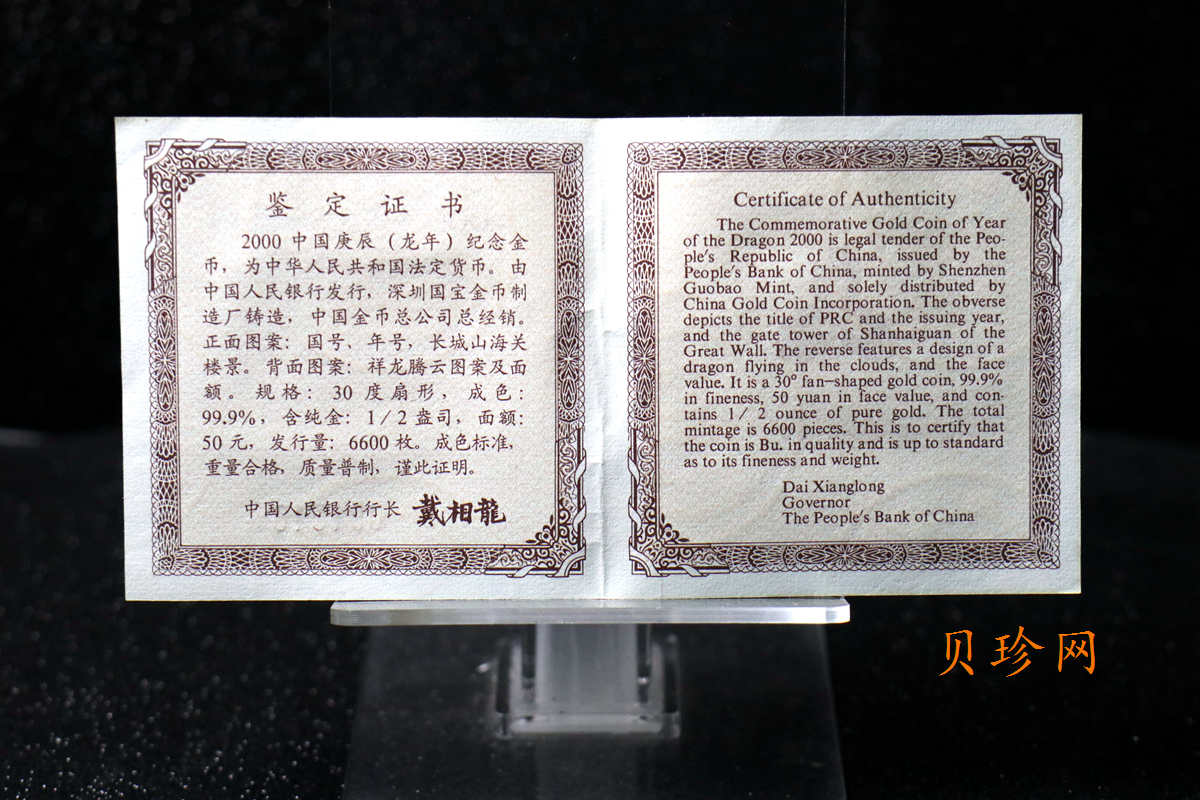 鉴定证书
2000中国庚辰（龙年）纪念金
币，为中华人民共和国法定货币。由
中国人民银行发行，深圳国宝金币制
造厂铸造，中国金币总公司总经销。
正面图案：国号、年号，长城山海关
楼景。背面图案：祥龙腾云图案及面
额。规格：30度扇形，成色：
99.9%，含纯金：1/2盎司，面额：
50元，发行量：6600枚。成色标准，
重量合格，质量普制，谨此证明。
中国人民银行行长 戴相龍
Certificate of Authenticity
The Commemorative Gold Coin of Year
of the Dragon 2000 is legal tender of the Peo-
ple's Republic of China, issued by the
People's Bank of China, minted by Shenzhen
Guobao Mint, and solely distributed by
China Gold Coin Incorporation. The obverse
depicts the title of PRC and the issuing year,
and the gate tower of Shanhaiguan of the
Great Wall. The reverse features a design of a
dragon flying in the clouds, and the face
value. It is a 30° fan-shaped gold coin, 99.9%
in fineness, 50 yuan in face value, and con-
tains 1/2 ounce of pure gold. The total
mintage is 6600 pieces. This is to certify that
the coin is Bu. in quality and is up to standard
as to its fineness and weight.
Dai Xianglong
Governor
The People's Bank of China
贝珍网